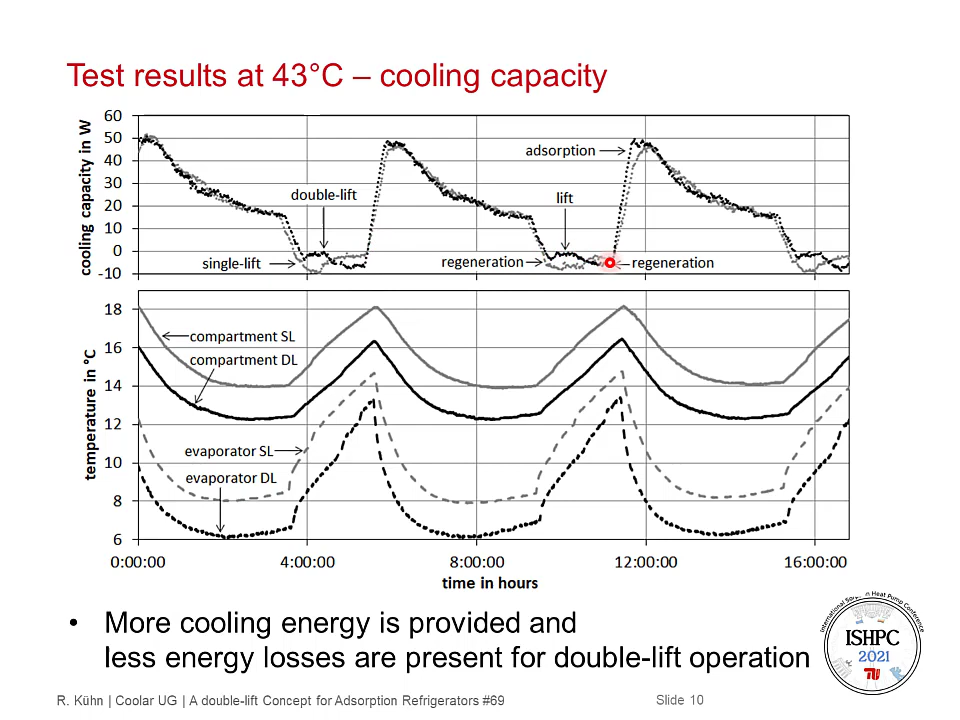 Test results at 43°C – cooling capacity
cooling capacity in W
60
50
40
30
20
10
0
-10
adsorption
double-lift
lift
single-lift
regeneration
regeneration
temperature in °C
18
16
14
12
10
8
6
compartment SL
compartment DL
evaporator SL
evaporator DL
0:00:00 4:00:00 8:00:00 12:00:00 16:00:00
time in hours
• More cooling energy is provided and
less energy losses are present for double-lift operation
Heat Pump Conference
International
ISHPC
2021
R. Kühn | Coolar UG | A double-lift Concept for Adsorption Refrigerators #69
Slide 10